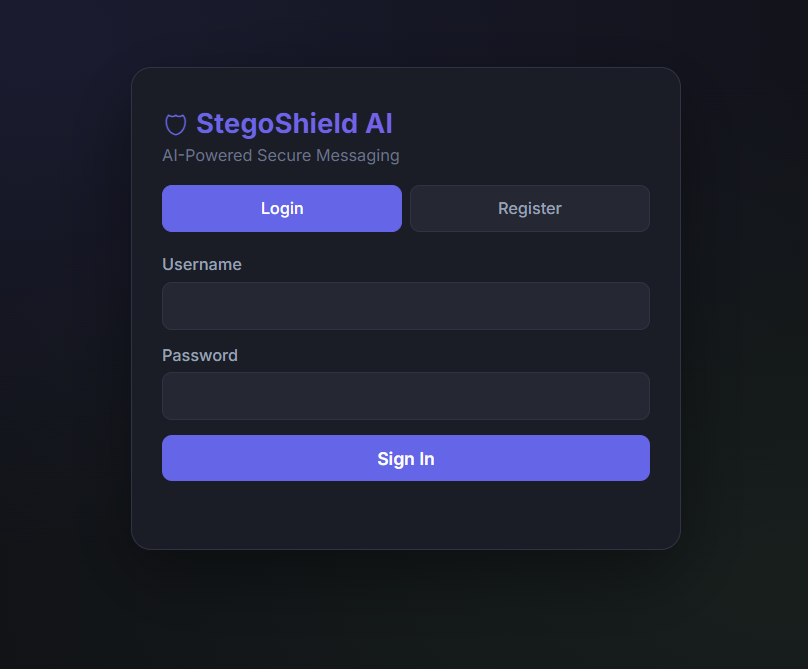 StegoShield AI
AI-Powered Secure Messaging
Login Register
Username
Password
Sign In